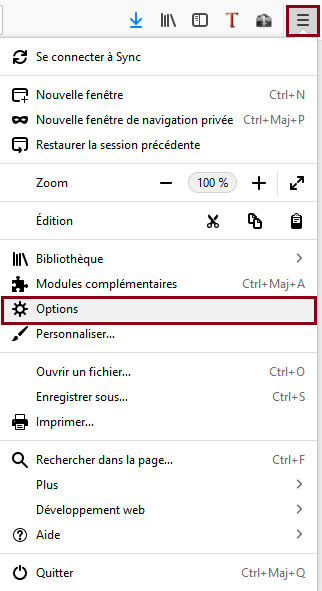 T
Se connecter à Sync
Nouvelle fenêtre Ctrl+N
Nouvelle fenêtre de navigation privée Ctrl+Maj+P
Restaurer la session précédente
Zoom 100 %
Édition
Bibliothèque
Modules complémentaires Ctrl+Maj+A
Options
Personnaliser...
Ouvrir un fichier... Ctrl+O
Enregistrer sous... Ctrl+S
Imprimer...
Rechercher dans la page... Ctrl+F
Plus
Développement web
Aide
Quitter Ctrl+Maj+Q